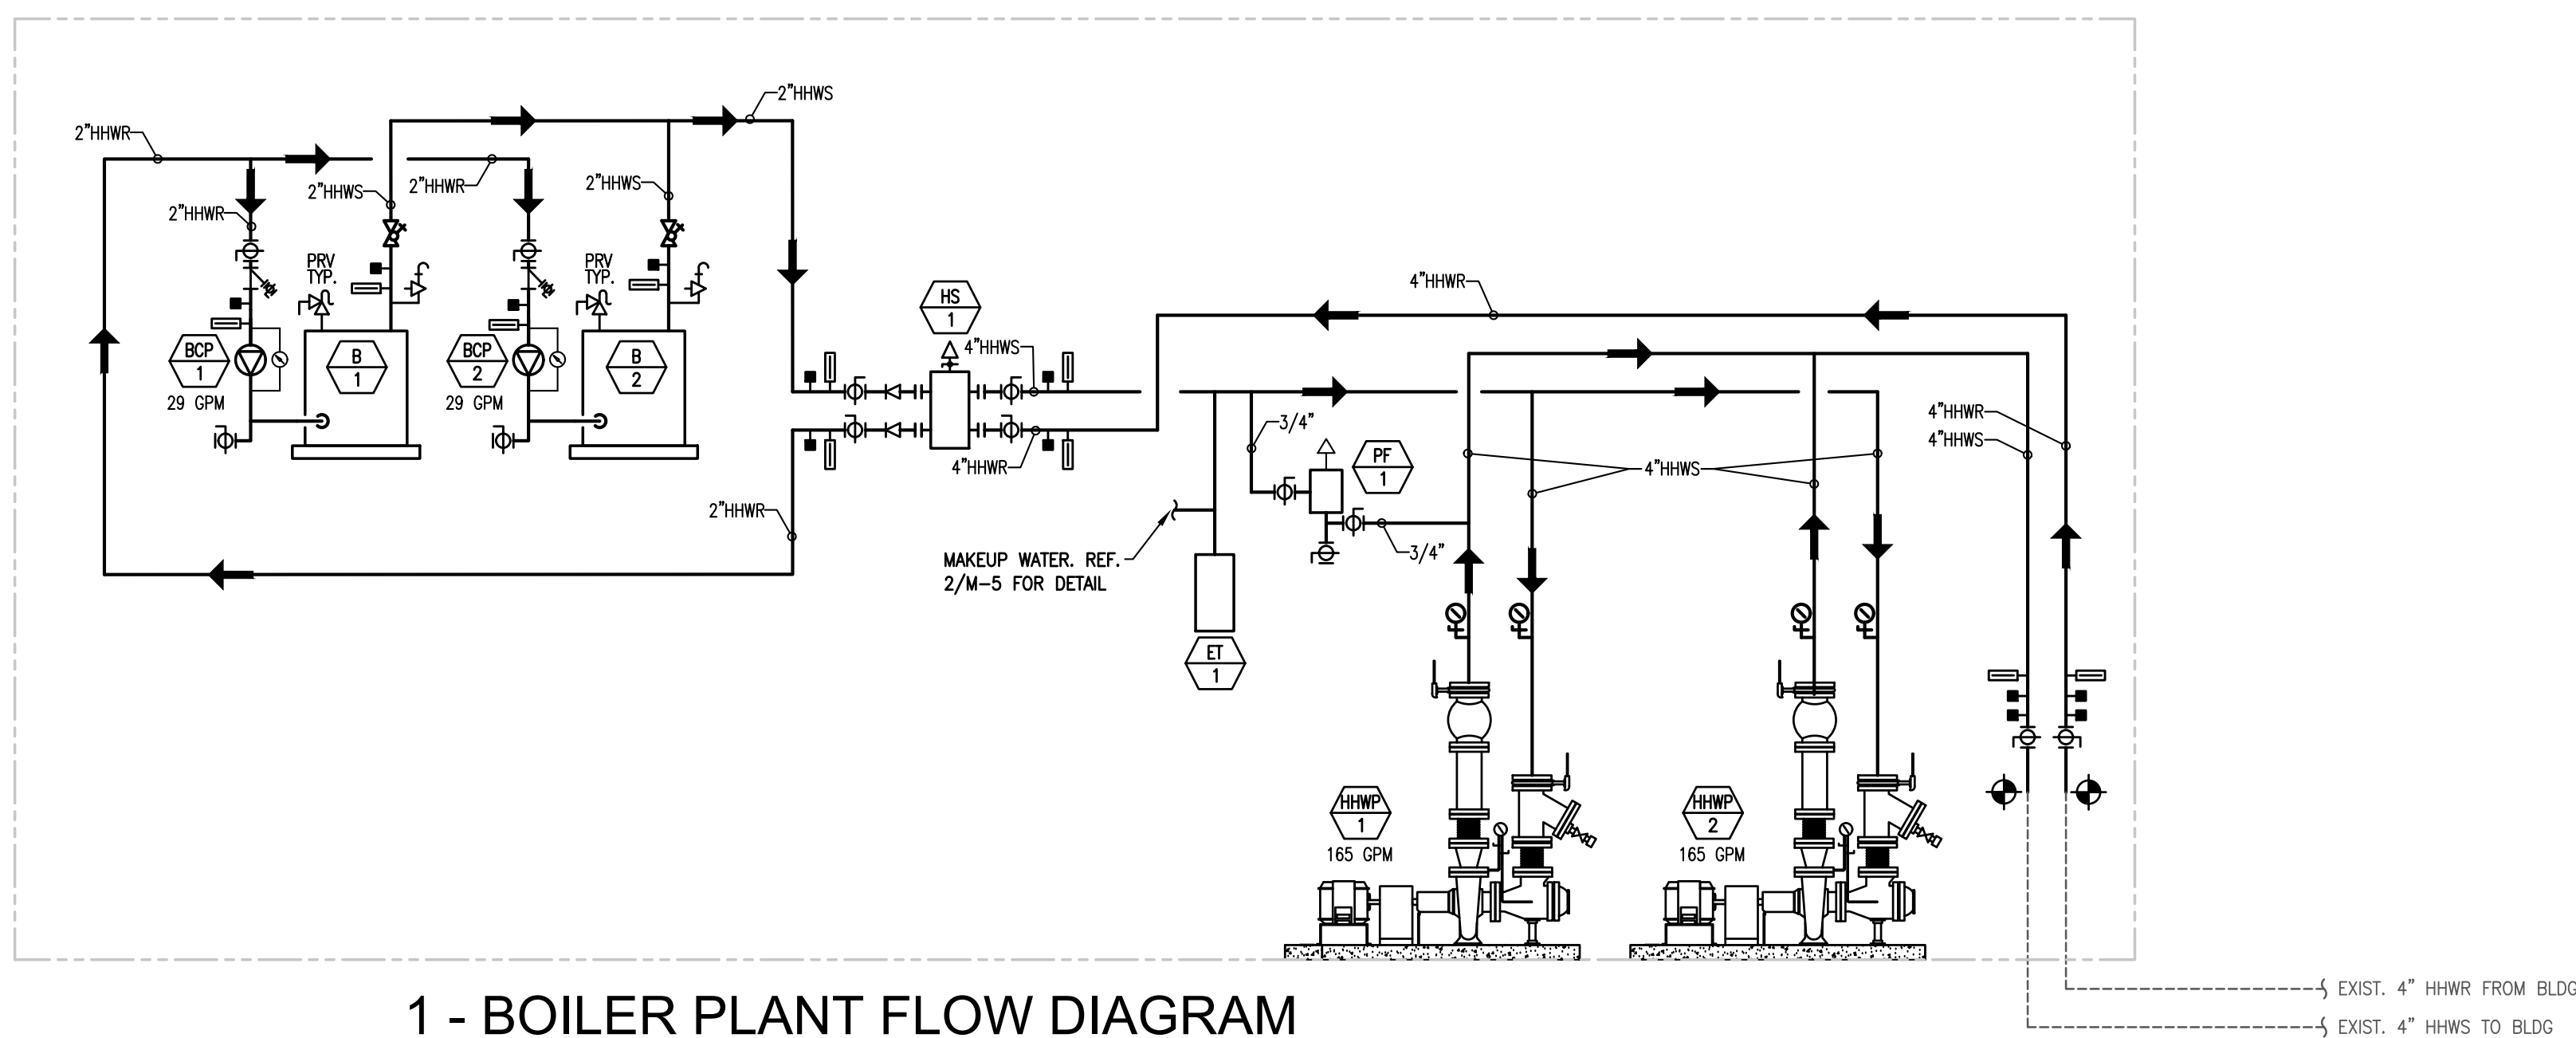 2"HHWS
2"HHWR
2"HHWS
2"HHWR
2"HHWS
2"HHWR
PRV
TYP.
PRV
TYP.
4"HHWR
HS
1
4"HHWS
BCP
1
29 GPM
B
1
BCP
2
29 GPM
B
2
4"HHWR
4"HHWS
3/4"
PF
1
4"HHWR
4"HHWS
2"HHWR
3/4"
MAKEUP WATER. REF.
2/M-5 FOR DETAIL
ET
1
HHWP
1
165 GPM
HHWP
2
165 GPM
EXIST. 4" HHWR FROM BLDG
EXIST. 4" HHWS TO BLDG
1 - BOILER PLANT FLOW DIAGRAM